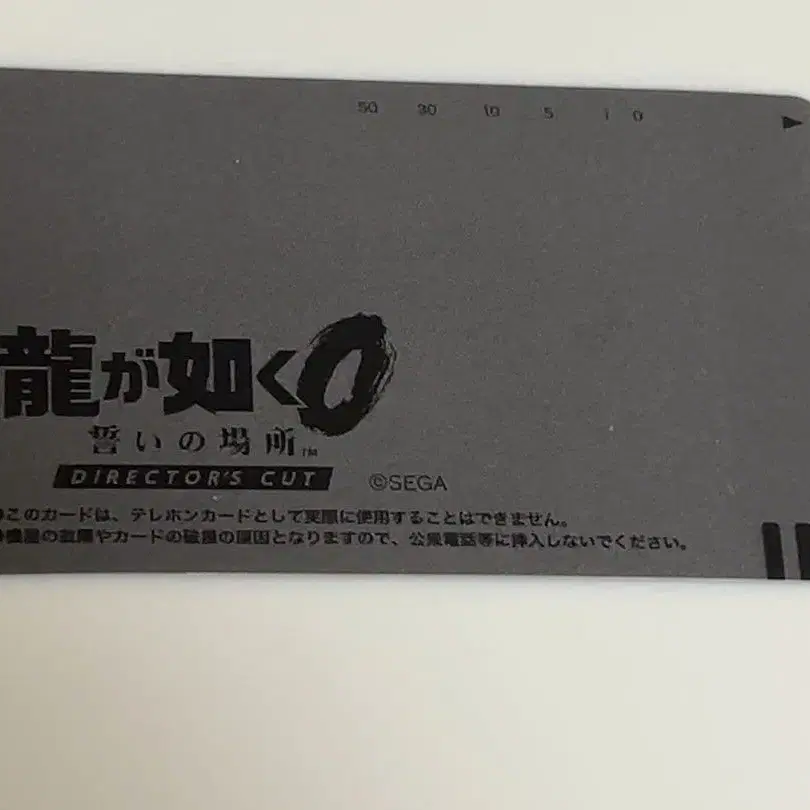 50 30 10 5 1 0
龍が如く0
誓いの場所™
DIRECTOR'S CUT
©SEGA
●このカードは、テレホンカードとして実際に使用することはできません。
●機器の故障やカードの破損の原因となりますので、公衆電話等に挿入しないでください。